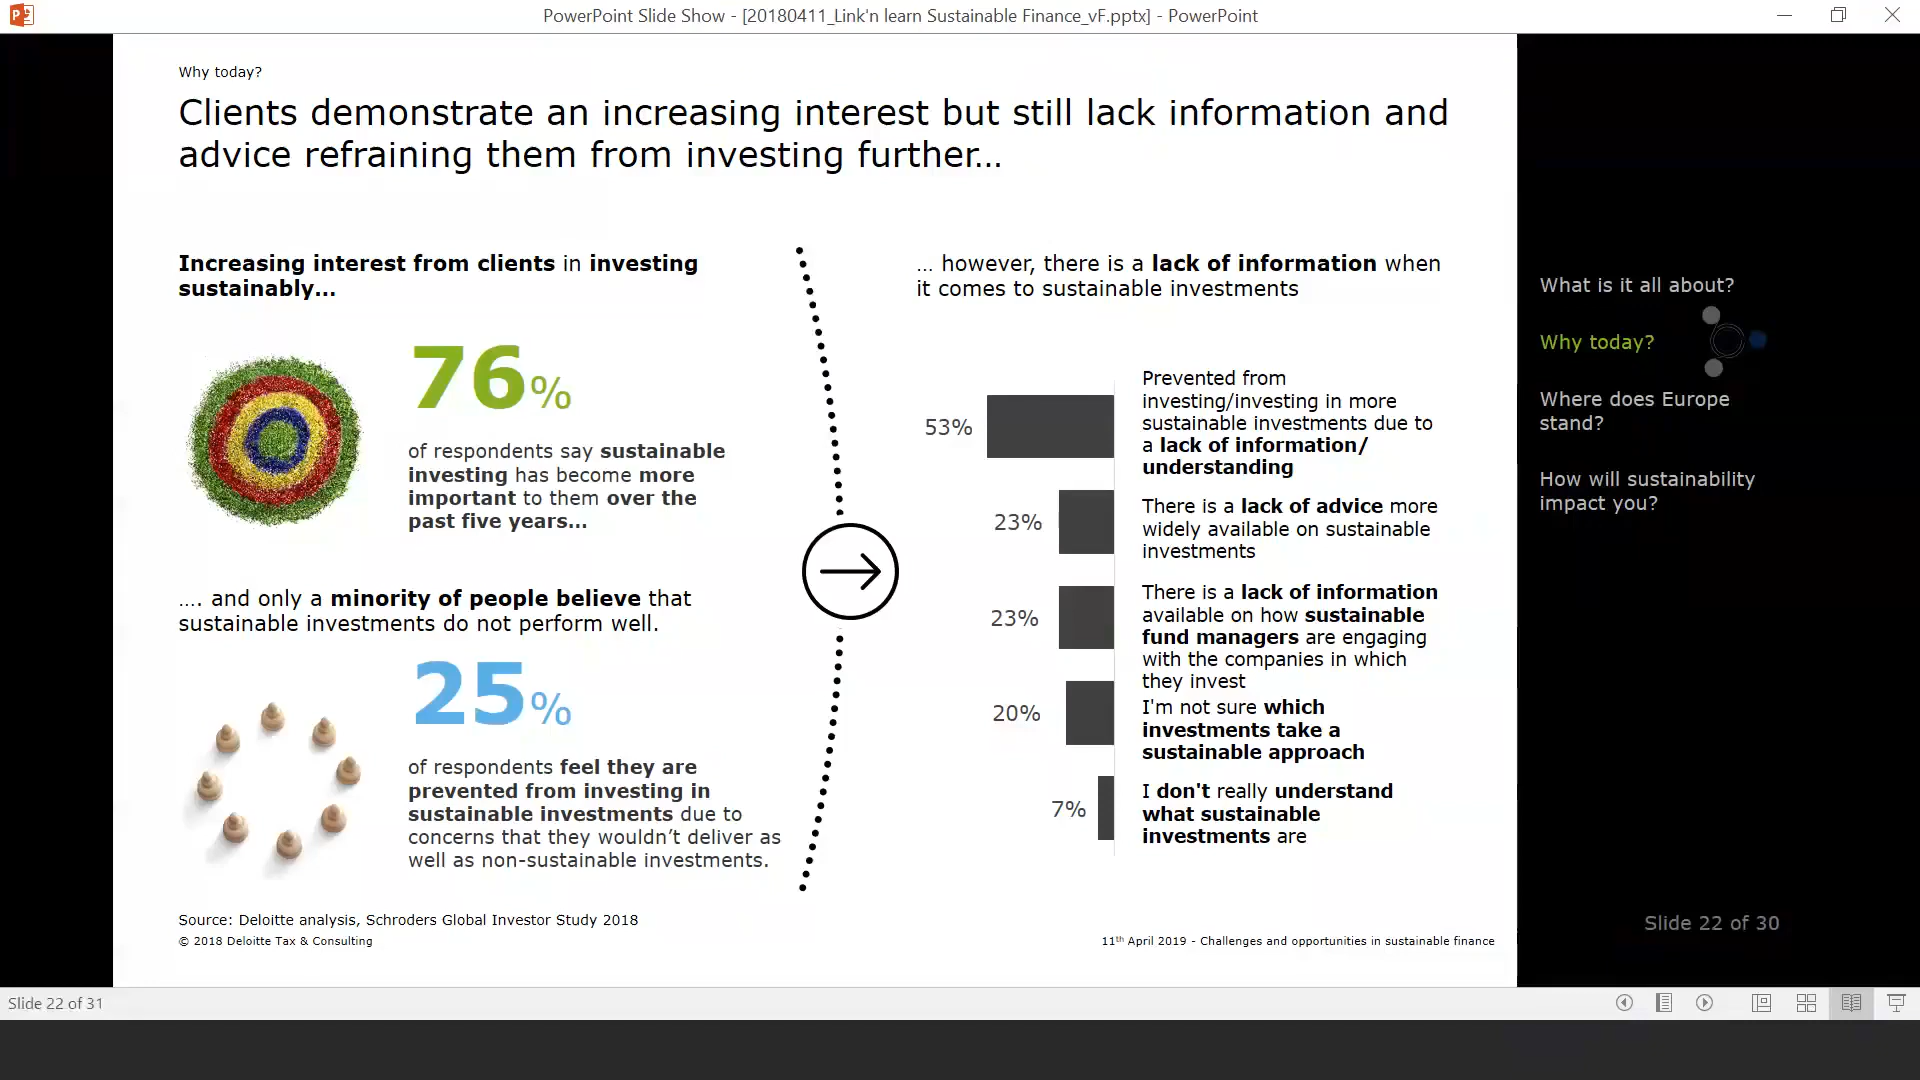 PowerPoint Slide Show - [20180411_Link'n learn Sustainable Finance_vF.pptx] - PowerPoint
Why today?
Clients demonstrate an increasing interest but still lack information and
advice refraining them from investing further…
Increasing interest from clients in investing
sustainably…
76%
of respondents say sustainable
investing has become more
important to them over the
past five years…
…. and only a minority of people believe that
sustainable investments do not perform well.
25%
of respondents feel they are
prevented from investing in
sustainable investments due to
concerns that they wouldn’t deliver as
well as non-sustainable investments.
… however, there is a lack of information when
it comes to sustainable investments
53%
Prevented from
investing/investing in more
sustainable investments due to
a lack of information/
understanding
23%
There is a lack of advice more
widely available on sustainable
investments
23%
There is a lack of information
available on how sustainable
fund managers are engaging
with the companies in which
they invest
20%
I'm not sure which
investments take a
sustainable approach
7%
I don't really understand
what sustainable
investments are
Source: Deloitte analysis, Schroders Global Investor Study 2018
© 2018 Deloitte Tax & Consulting
11th April 2019 - Challenges and opportunities in sustainable finance
What is it all about?
Why today?
Where does Europe
stand?
How will sustainability
impact you?
Slide 22 of 30
Slide 22 of 31